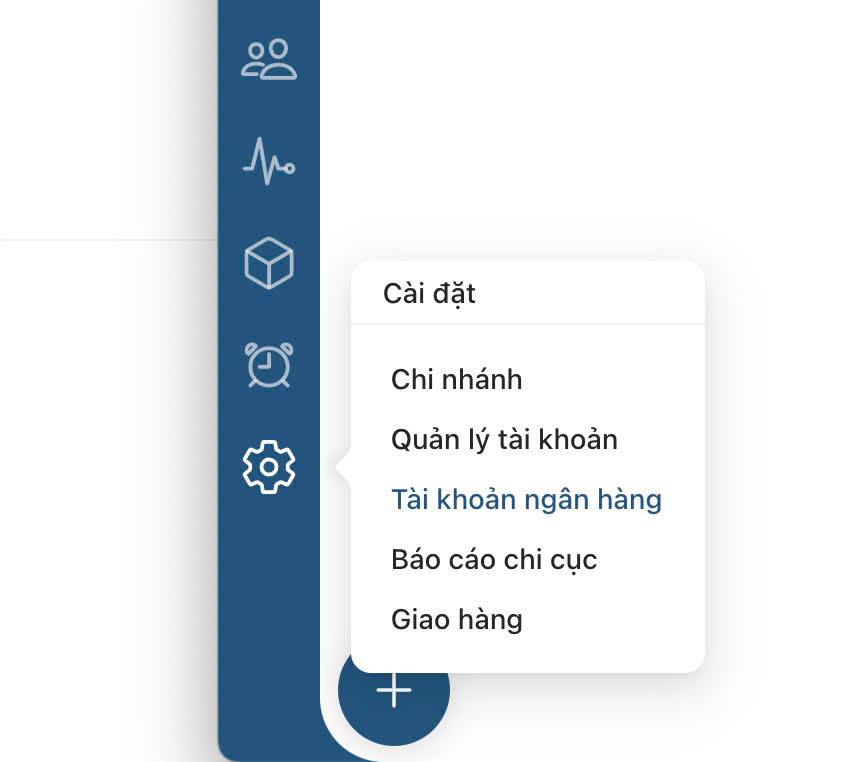 Cài đặt
Chi nhánh
Quản lý tài khoản
Tài khoản ngân hàng
Báo cáo chi cục
Giao hàng